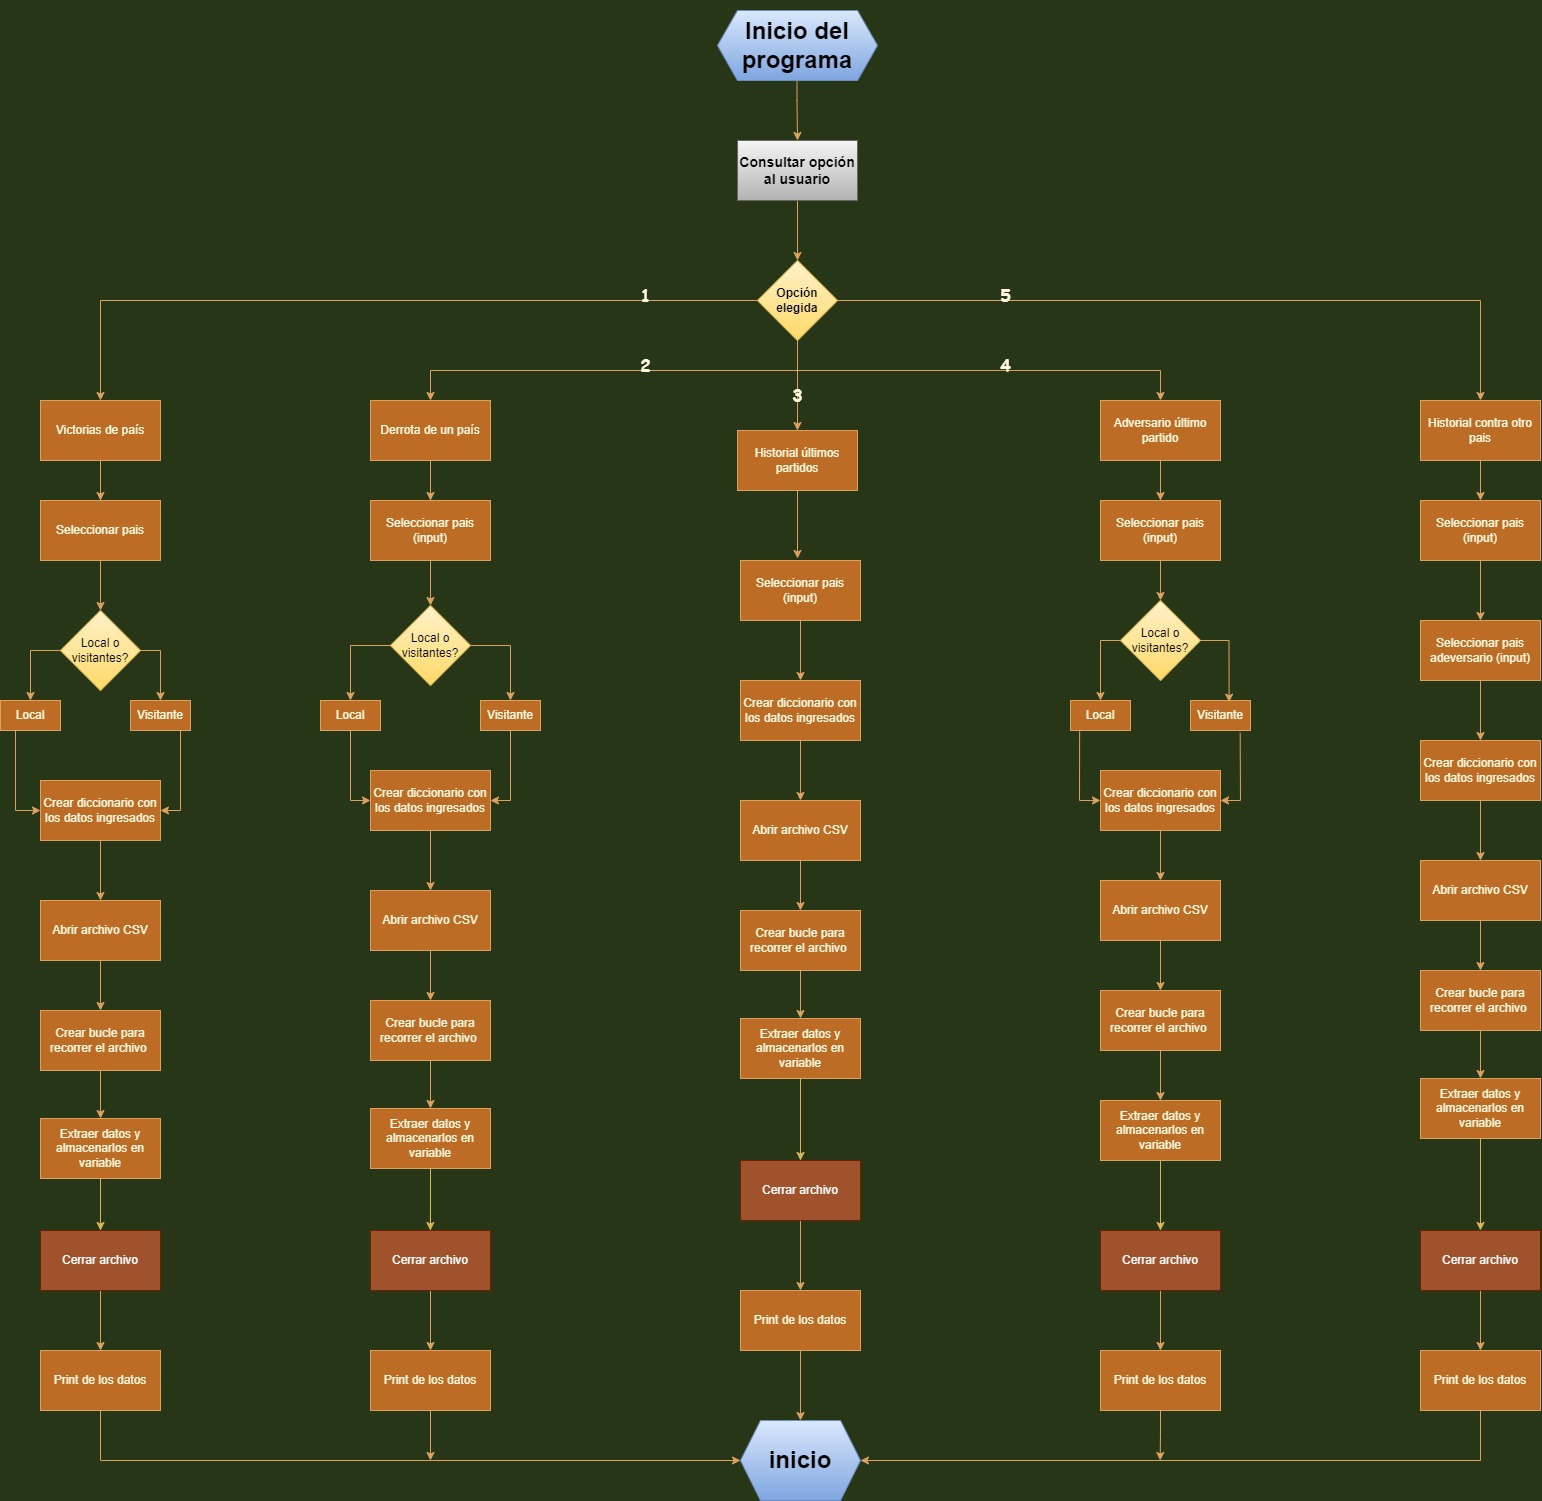 Inicio del
programa
Consultar opción
al usuario
Opción
elegida
1
5
2
4
3
Victorias de país
Seleccionar pais
Local o
visitantes?
Local
Visitante
Crear diccionario con
los datos ingresados
Abrir archivo CSV
Crear bucle para
recorrer el archivo
Extraer datos y
almacenarlos en
variable
Cerrar archivo
Print de los datos
Derrota de un país
Seleccionar pais
(input)
Local o
visitantes?
Local
Visitante
Crear diccionario con
los datos ingresados
Abrir archivo CSV
Crear bucle para
recorrer el archivo
Extraer datos y
almacenarlos en
variable
Cerrar archivo
Print de los datos
Historial últimos
partidos
Seleccionar pais
(input)
Crear diccionario con
los datos ingresados
Abrir archivo CSV
Crear bucle para
recorrer el archivo
Extraer datos y
almacenarlos en
variable
Cerrar archivo
Print de los datos
Adversario último
partido
Seleccionar pais
(input)
Local o
visitantes?
Local
Visitante
Crear diccionario con
los datos ingresados
Abrir archivo CSV
Crear bucle para
recorrer el archivo
Extraer datos y
almacenarlos en
variable
Cerrar archivo
Print de los datos
Historial contra otro
pais
Seleccionar pais
(input)
Seleccionar pais
adeversario (input)
Crear diccionario con
los datos ingresados
Abrir archivo CSV
Crear bucle para
recorrer el archivo
Extraer datos y
almacenarlos en
variable
Cerrar archivo
Print de los datos
inicio